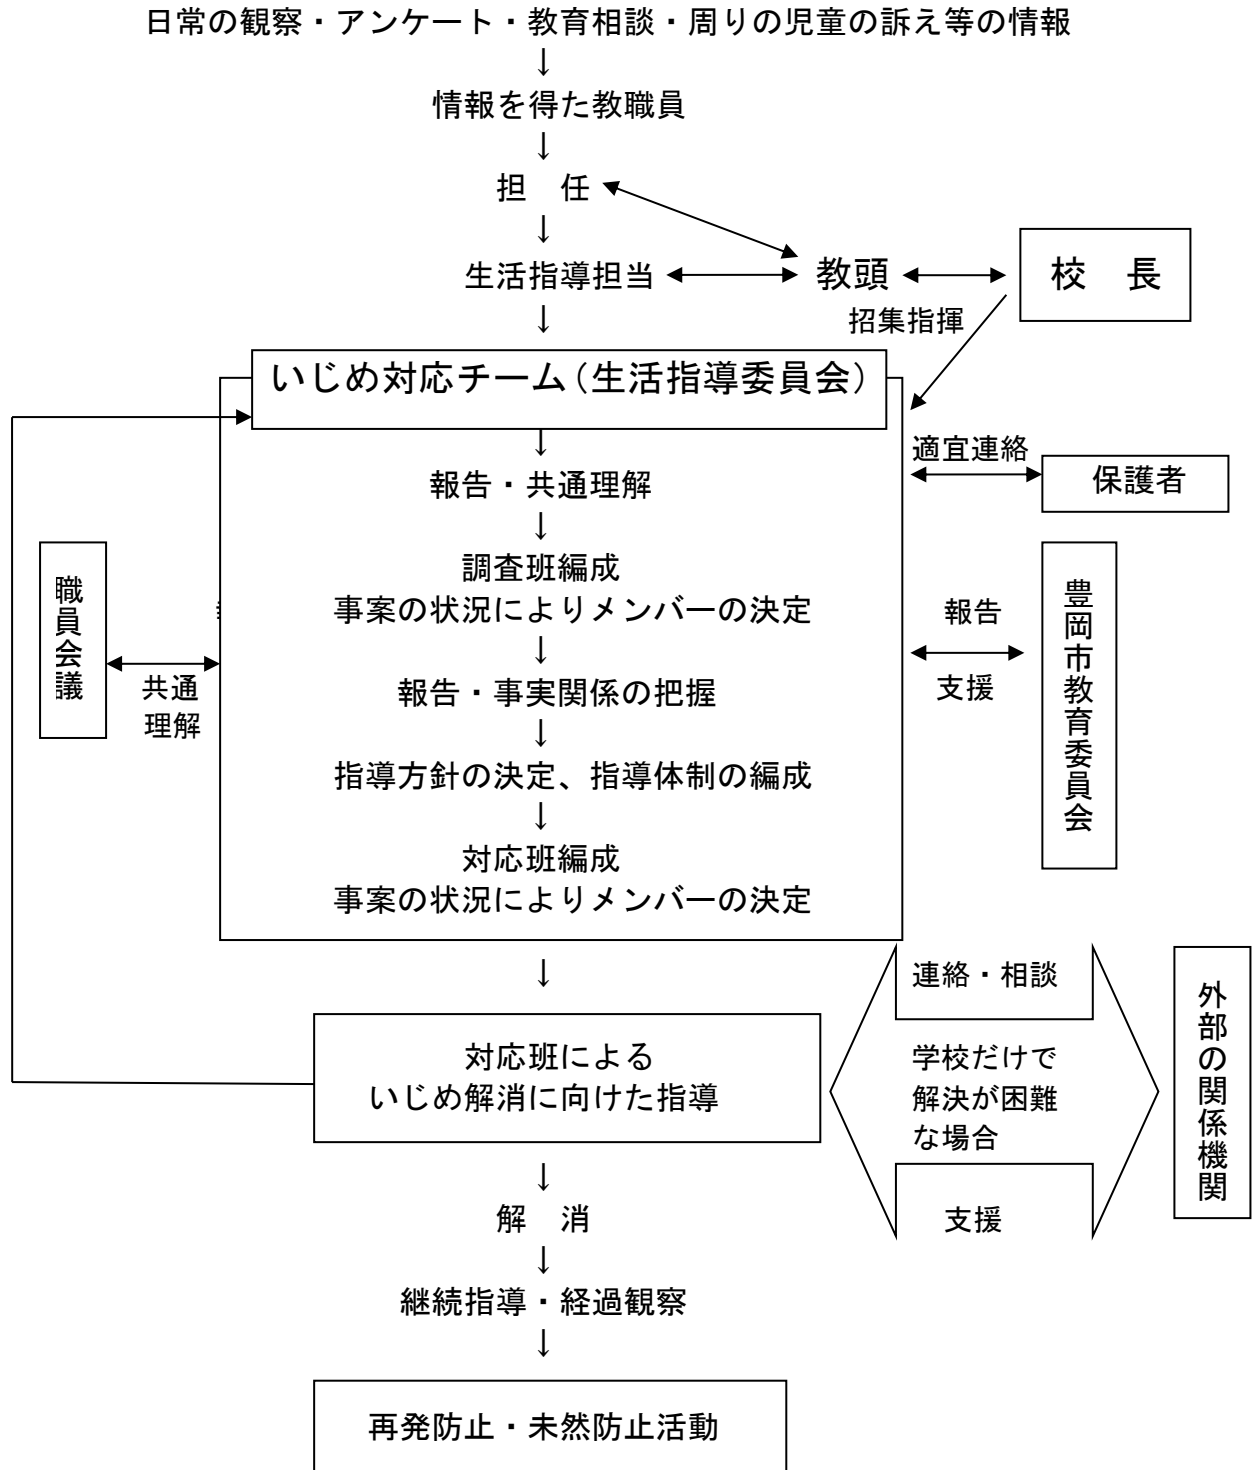 日常の観察・アンケート・教育相談・周りの児童の訴え等の情報
↓
情報を得た教職員
↓
担　任
↓
生活指導担当
教頭
校　長
↓
招集指揮
いじめ対応チーム（生活指導委員会）
↓
適宜連絡
保護者
報告・共通理解
↓
調査班編成
事案の状況によりメンバーの決定
職員会議
共通
理解
報告
支援
豊岡市教育委員会
↓
報告・事実関係の把握
↓
指導方針の決定、指導体制の編成
↓
対応班編成
事案の状況によりメンバーの決定
↓
連絡・相談
学校だけで
解決が困難
な場合
支援
外部の関係機関
対応班による
いじめ解消に向けた指導
↓
解　消
↓
継続指導・経過観察
↓
再発防止・未然防止活動